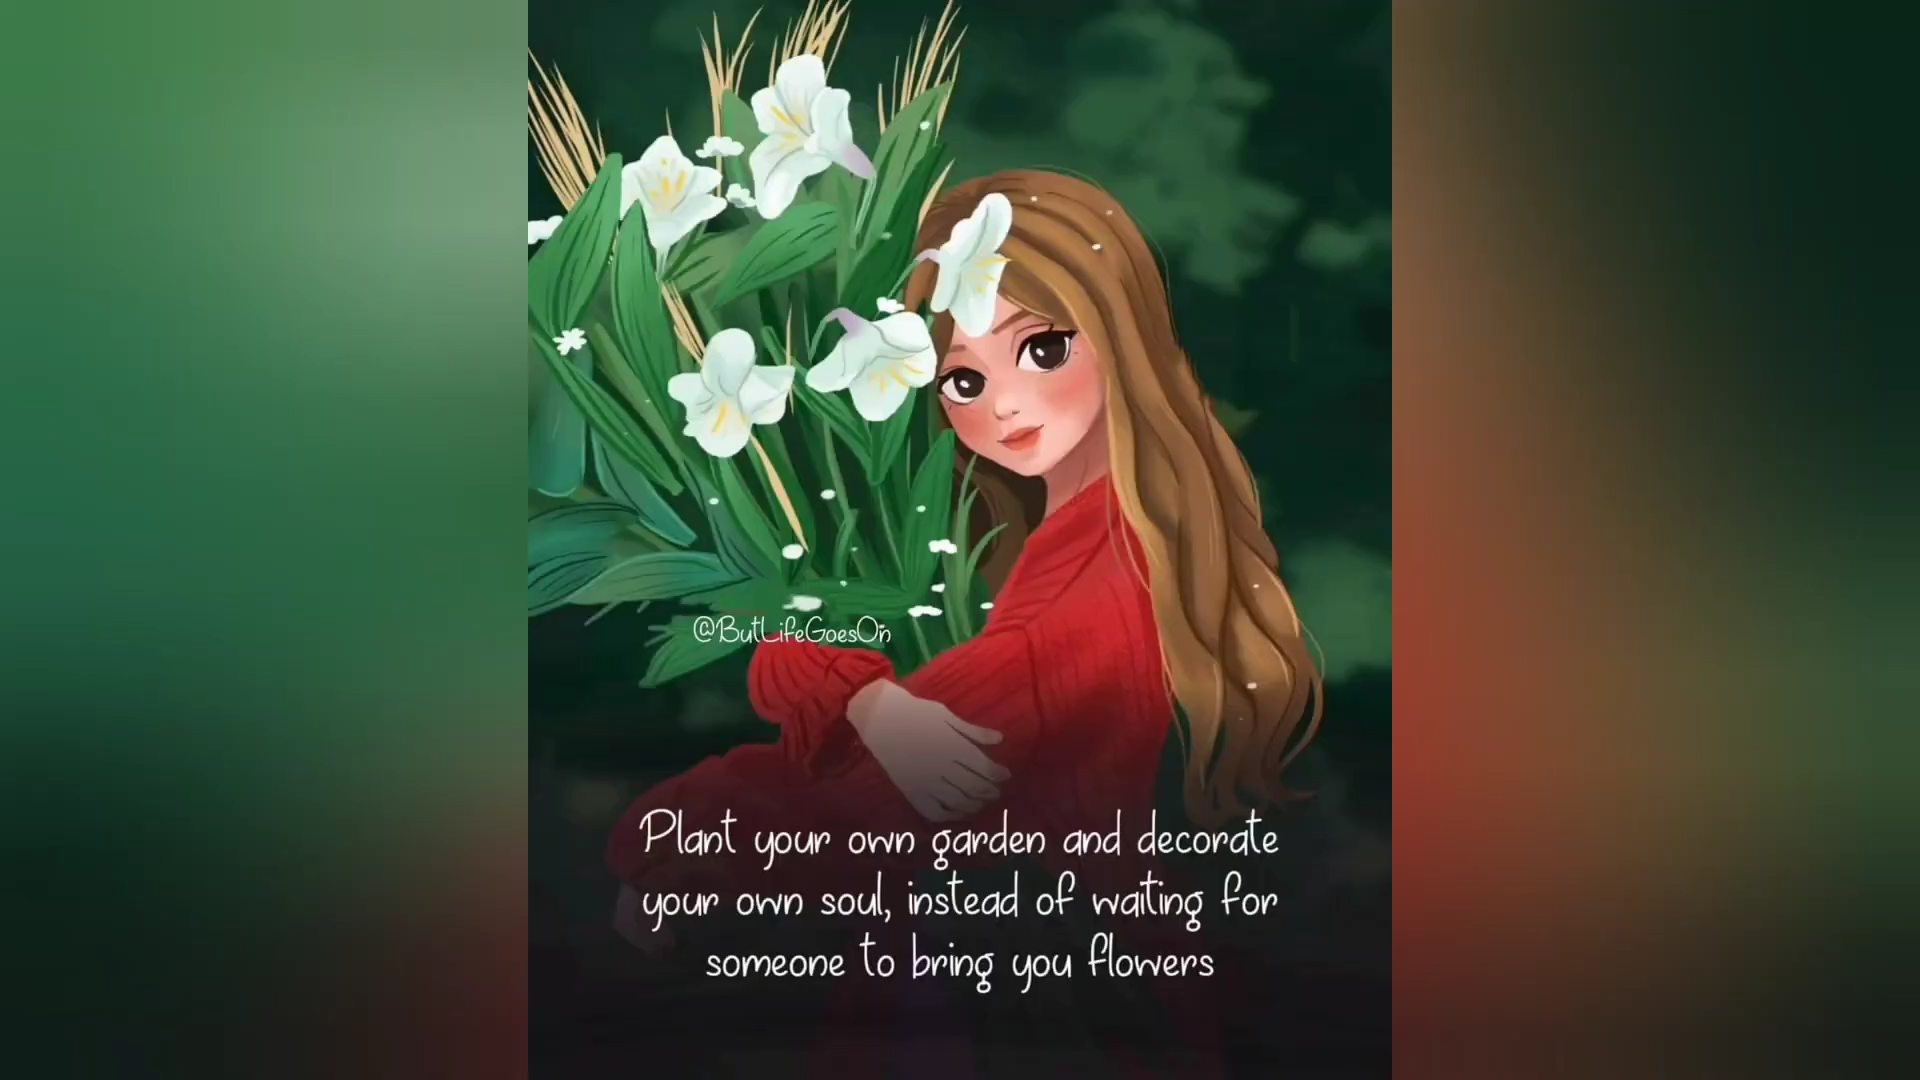 @ButLifeGoesOn
Plant your own garden and decorate
your own soul, instead of waiting for
someone to bring you flowers